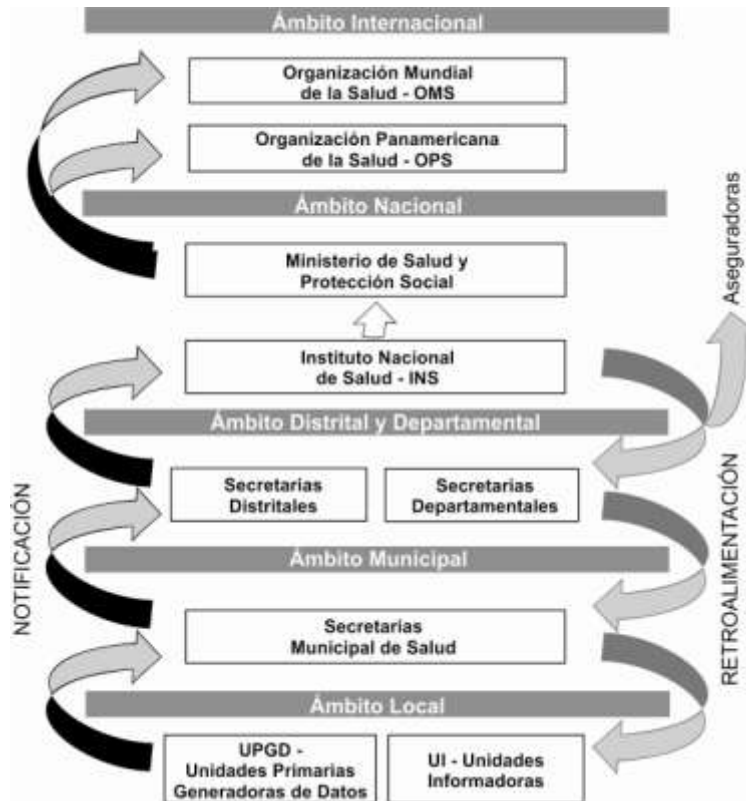 Ámbito Internacional
Organización Mundial
de la Salud - OMS
Organización Panamericana
de la Salud - OPS
Ámbito Nacional
Ministerio de Salud y
Protección Social
Aseguradoras
Instituto Nacional
de Salud - INS
Ámbito Distrital y Departamental
Secretarias
Distritales
Secretarias
Departamentales
NOTIFICACIÓN
RETROALIMENTACIÓN
Ámbito Municipal
Secretarias
Municipal de Salud
Ámbito Local
UPGD -
Unidades Primarias
Generadoras de Datos
UI - Unidades
Informadoras